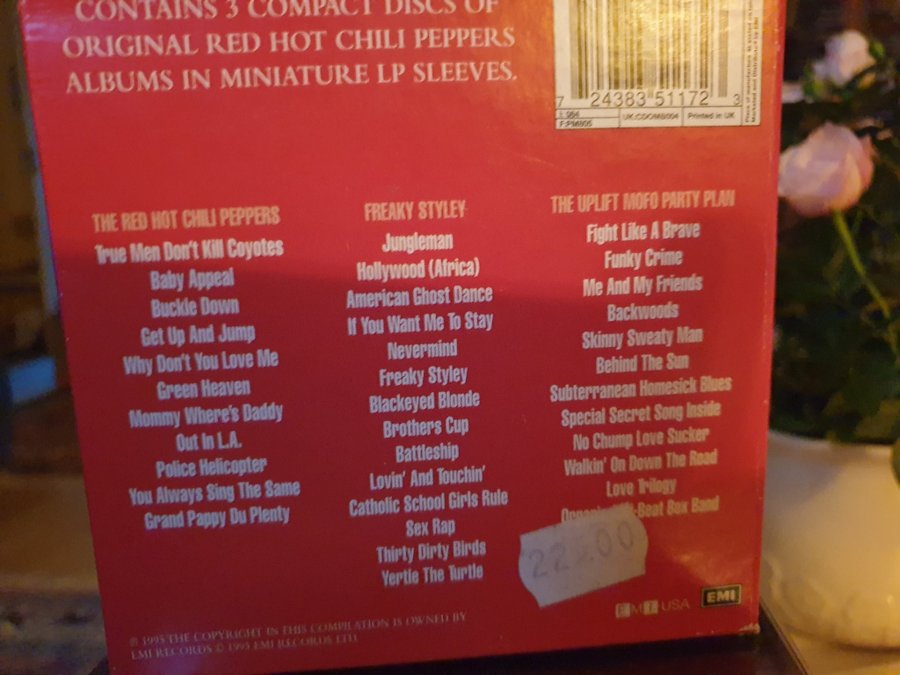 CONTAINS 3 COMPACT DISCS OF
ORIGINAL RED HOT CHILI PEPPERS
ALBUMS IN MINIATURE LP SLEEVES.
7 24383 51172 3
UK:CDOMB004
Printed in UK
THE RED HOT CHILI PEPPERS
True Men Don't Kill Coyotes
Baby Appeal
Buckle Down
Get Up And Jump
Why Don't You Love Me
Green Heaven
Mommy Where's Daddy
Out In L.A.
Police Helicopter
You Always Sing The Same
Grand Pappy Du Plenty
FREAKY STYLEY
Jungleman
Hollywood (Africa)
American Ghost Dance
If You Want Me To Stay
Nevermind
Freaky Styley
Blackeyed Blonde
Brothers Cup
Battleship
Lovin' And Touchin'
Catholic School Girls Rule
Sex Rap
Thirty Dirty Birds
Yertle The Turtle
THE UPLIFT MOFO PARTY PLAN
Fight Like A Brave
Funky Crime
Me And My Friends
Backwoods
Skinny Sweaty Man
Behind The Sun
Subterranean Homesick Blues
Special Secret Song Inside
No Chump Love Sucker
Walkin' On Down The Road
Love Trilogy
Beat Box Band
22.00
EMI USA
EMI
℗ 1995 THE COPYRIGHT IN THIS COMPILATION IS OWNED BY
EMI RECORDS © 1995 EMI RECORDS LTD.